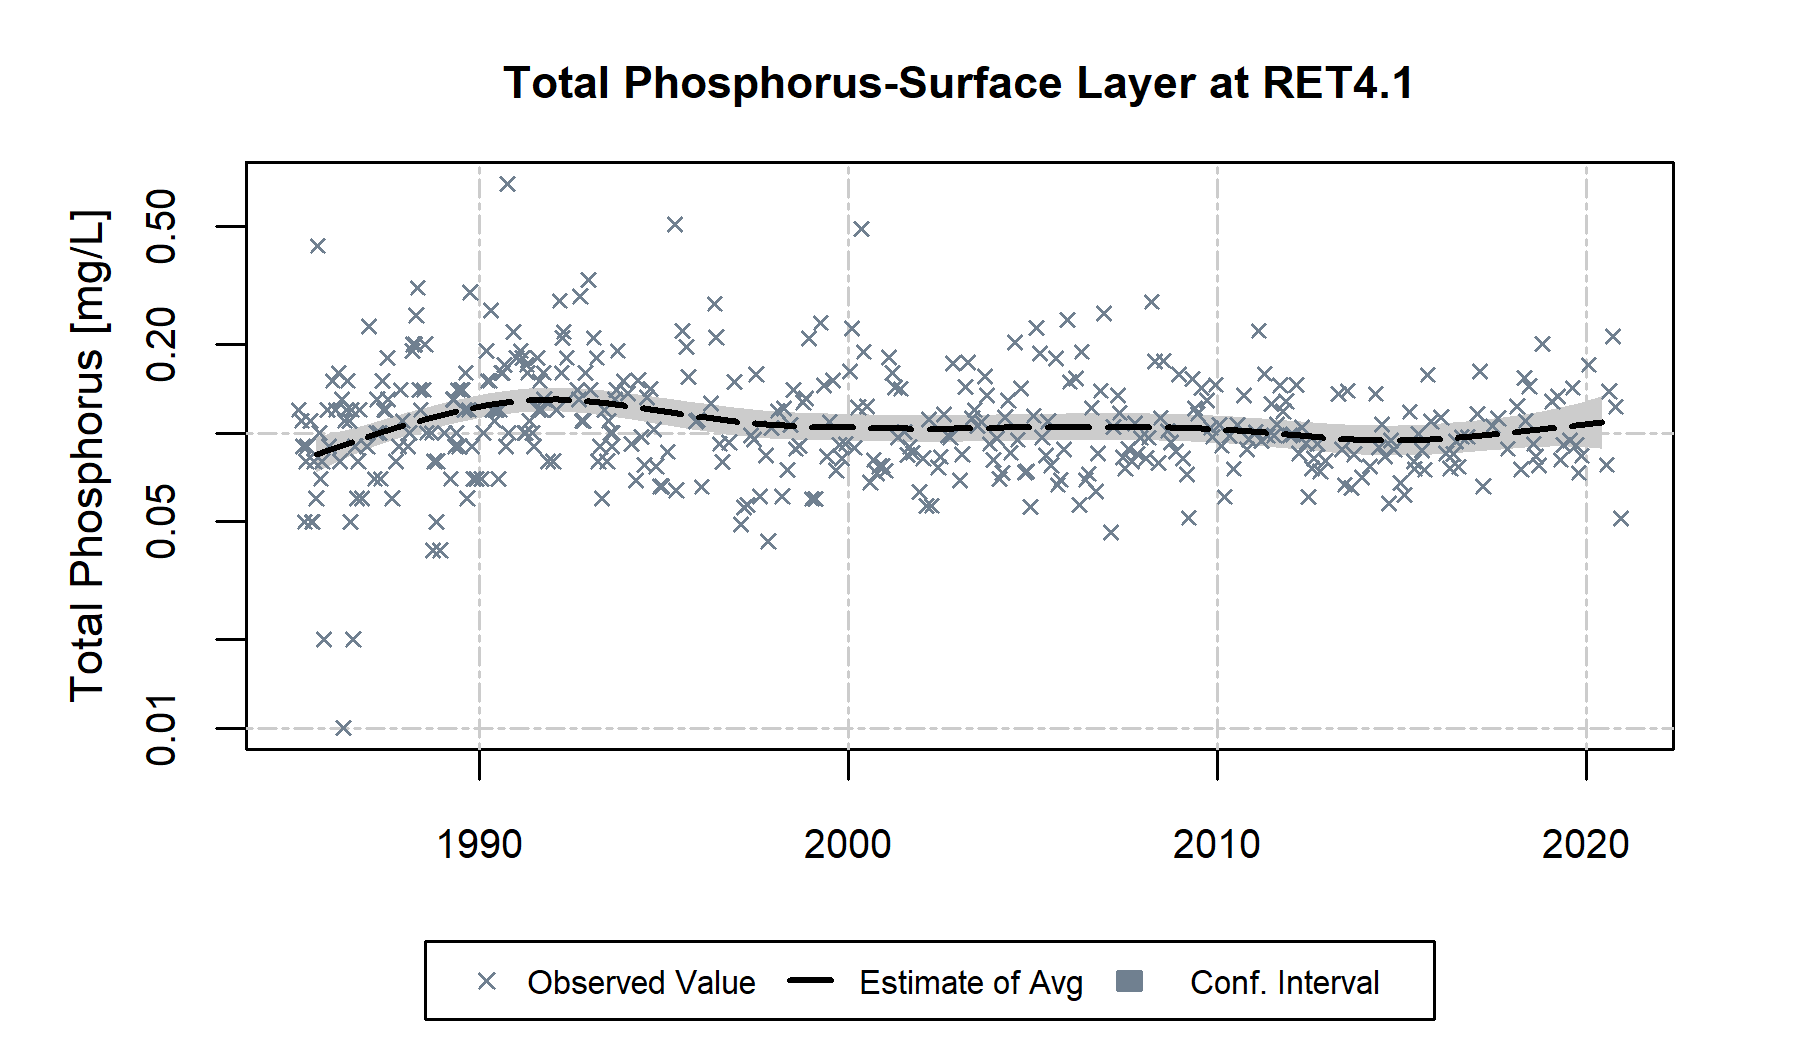 Total Phosphorus-Surface Layer at RET4.1
Total Phosphorus [mg/L]
0.50
0.20
0.05
0.01
1990 2000 2010 2020
Observed Value Estimate of Avg Conf. Interval